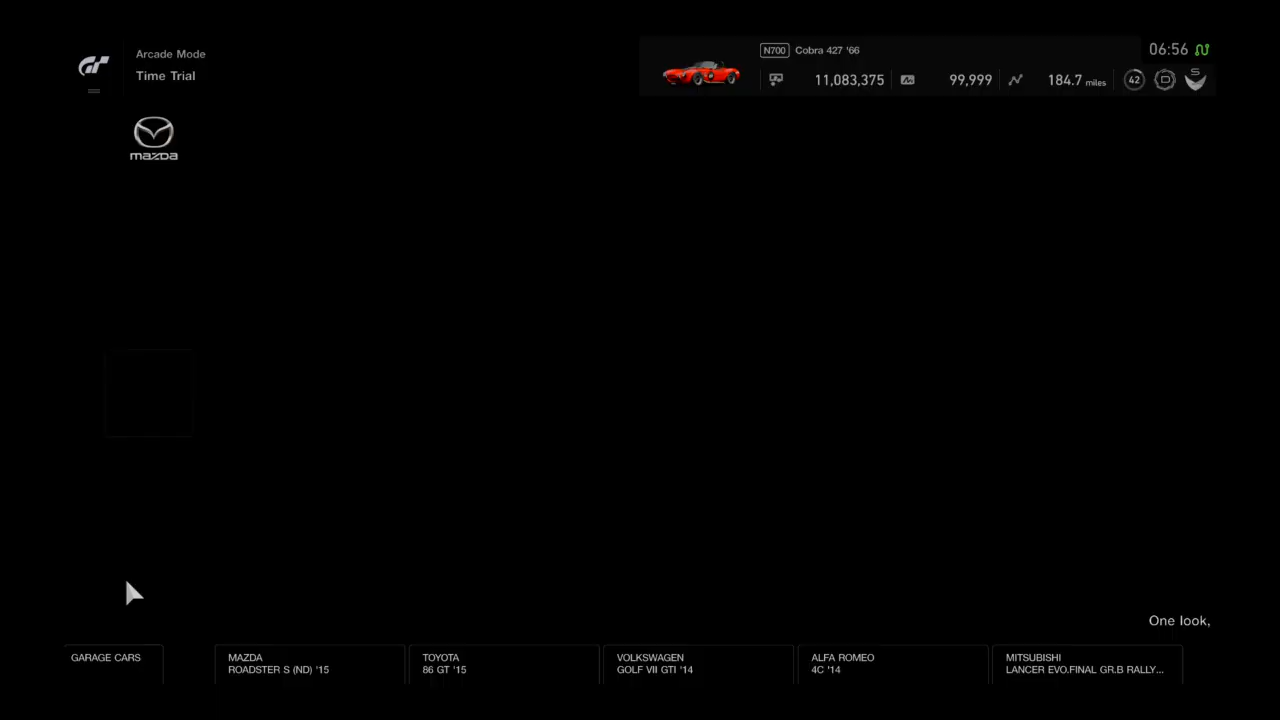 Arcade Mode
Time Trial
N700 Cobra 427 '66
06:56
11,083,375
99,999
184.7 miles
42
D
S
mazda
One look,
GARAGE CARS
MAZDA
ROADSTER S (ND) '15
TOYOTA
86 GT '15
VOLKSWAGEN
GOLF VII GTI '14
ALFA ROMEO
4C '14
MITSUBISHI
LANCER EVO.FINAL GR.B RALLY...